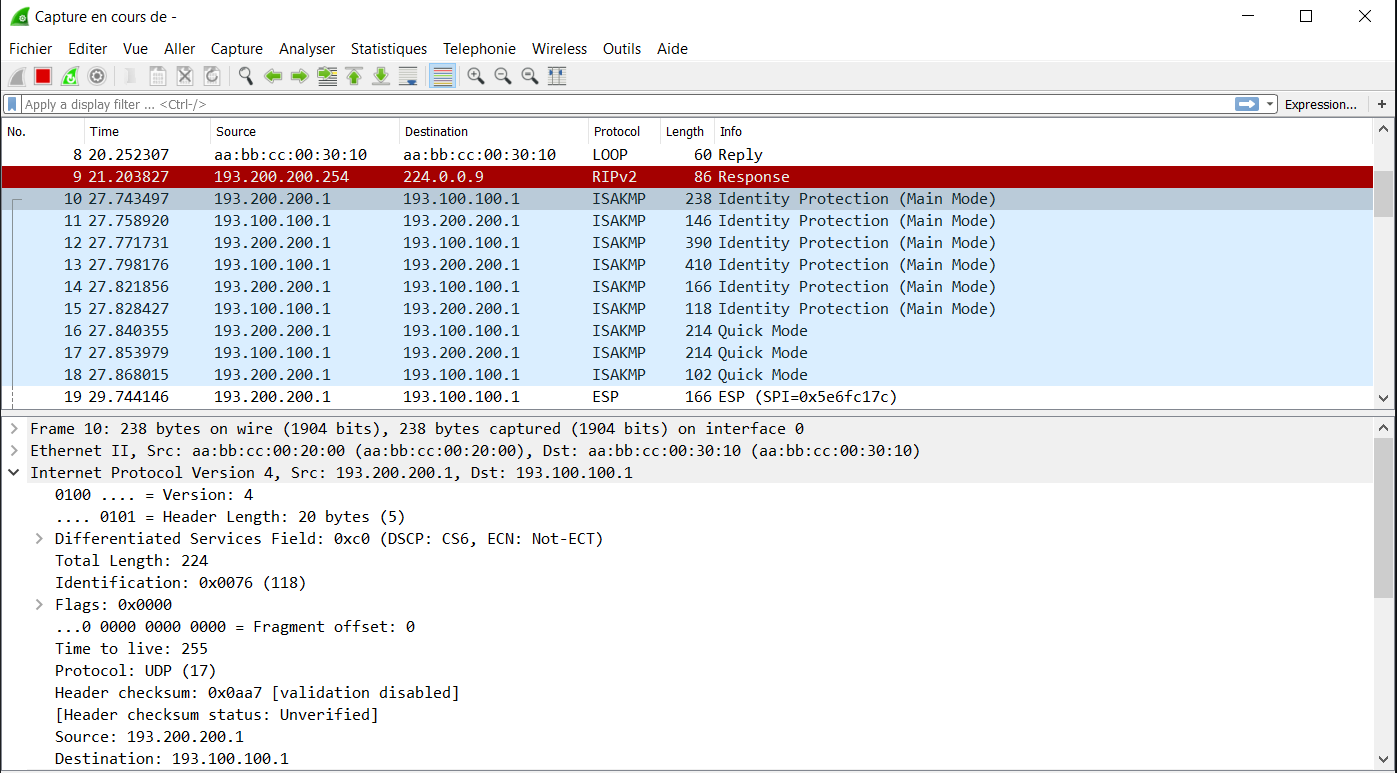 Capture en cours de -
Fichier Editer Vue Aller Capture Analyser Statistiques Telephonie Wireless Outils Aide
Apply a display filter ... <Ctrl-/> Expression... +
No. Time Source Destination Protocol Length Info
8 20.252307 aa:bb:cc:00:30:10 aa:bb:cc:00:30:10 LOOP 60 Reply
9 21.203827 193.200.200.254 224.0.0.9 RIPv2 86 Response
10 27.743497 193.200.200.1 193.100.100.1 ISAKMP 238 Identity Protection (Main Mode)
11 27.758920 193.100.100.1 193.200.200.1 ISAKMP 146 Identity Protection (Main Mode)
12 27.771731 193.200.200.1 193.100.100.1 ISAKMP 390 Identity Protection (Main Mode)
13 27.798176 193.100.100.1 193.200.200.1 ISAKMP 410 Identity Protection (Main Mode)
14 27.821856 193.200.200.1 193.100.100.1 ISAKMP 166 Identity Protection (Main Mode)
15 27.828427 193.100.100.1 193.200.200.1 ISAKMP 118 Identity Protection (Main Mode)
16 27.840355 193.200.200.1 193.100.100.1 ISAKMP 214 Quick Mode
17 27.853979 193.100.100.1 193.200.200.1 ISAKMP 214 Quick Mode
18 27.868015 193.200.200.1 193.100.100.1 ISAKMP 102 Quick Mode
19 29.744146 193.200.200.1 193.100.100.1 ESP 166 ESP (SPI=0x5e6fc17c)
Frame 10: 238 bytes on wire (1904 bits), 238 bytes captured (1904 bits) on interface 0
Ethernet II, Src: aa:bb:cc:00:20:00 (aa:bb:cc:00:20:00), Dst: aa:bb:cc:00:30:10 (aa:bb:cc:00:30:10)
Internet Protocol Version 4, Src: 193.200.200.1, Dst: 193.100.100.1
0100 .... = Version: 4
.... 0101 = Header Length: 20 bytes (5)
Differentiated Services Field: 0xc0 (DSCP: CS6, ECN: Not-ECT)
Total Length: 224
Identification: 0x0076 (118)
Flags: 0x0000
...0 0000 0000 0000 = Fragment offset: 0
Time to live: 255
Protocol: UDP (17)
Header checksum: 0x0aa7 [validation disabled]
[Header checksum status: Unverified]
Source: 193.200.200.1
Destination: 193.100.100.1